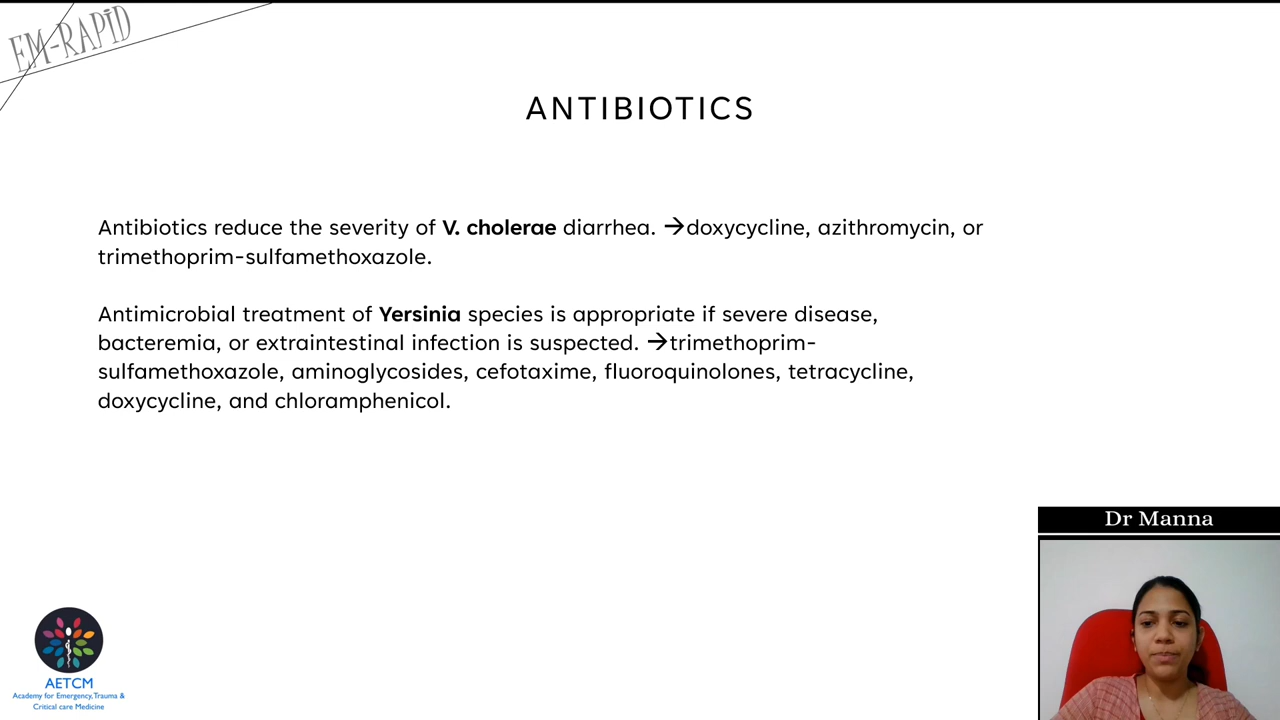 EM-RAPiD
ANTIBIOTICS
Antibiotics reduce the severity of V. cholerae diarrhea. →doxycycline, azithromycin, or
trimethoprim-sulfamethoxazole.
Antimicrobial treatment of Yersinia species is appropriate if severe disease,
bacteremia, or extraintestinal infection is suspected. →trimethoprim-
sulfamethoxazole, aminoglycosides, cefotaxime, fluoroquinolones, tetracycline,
doxycycline, and chloramphenicol.
Dr Manna
AETCM
Academy for Emergency,Trauma &
Critical care Medicine